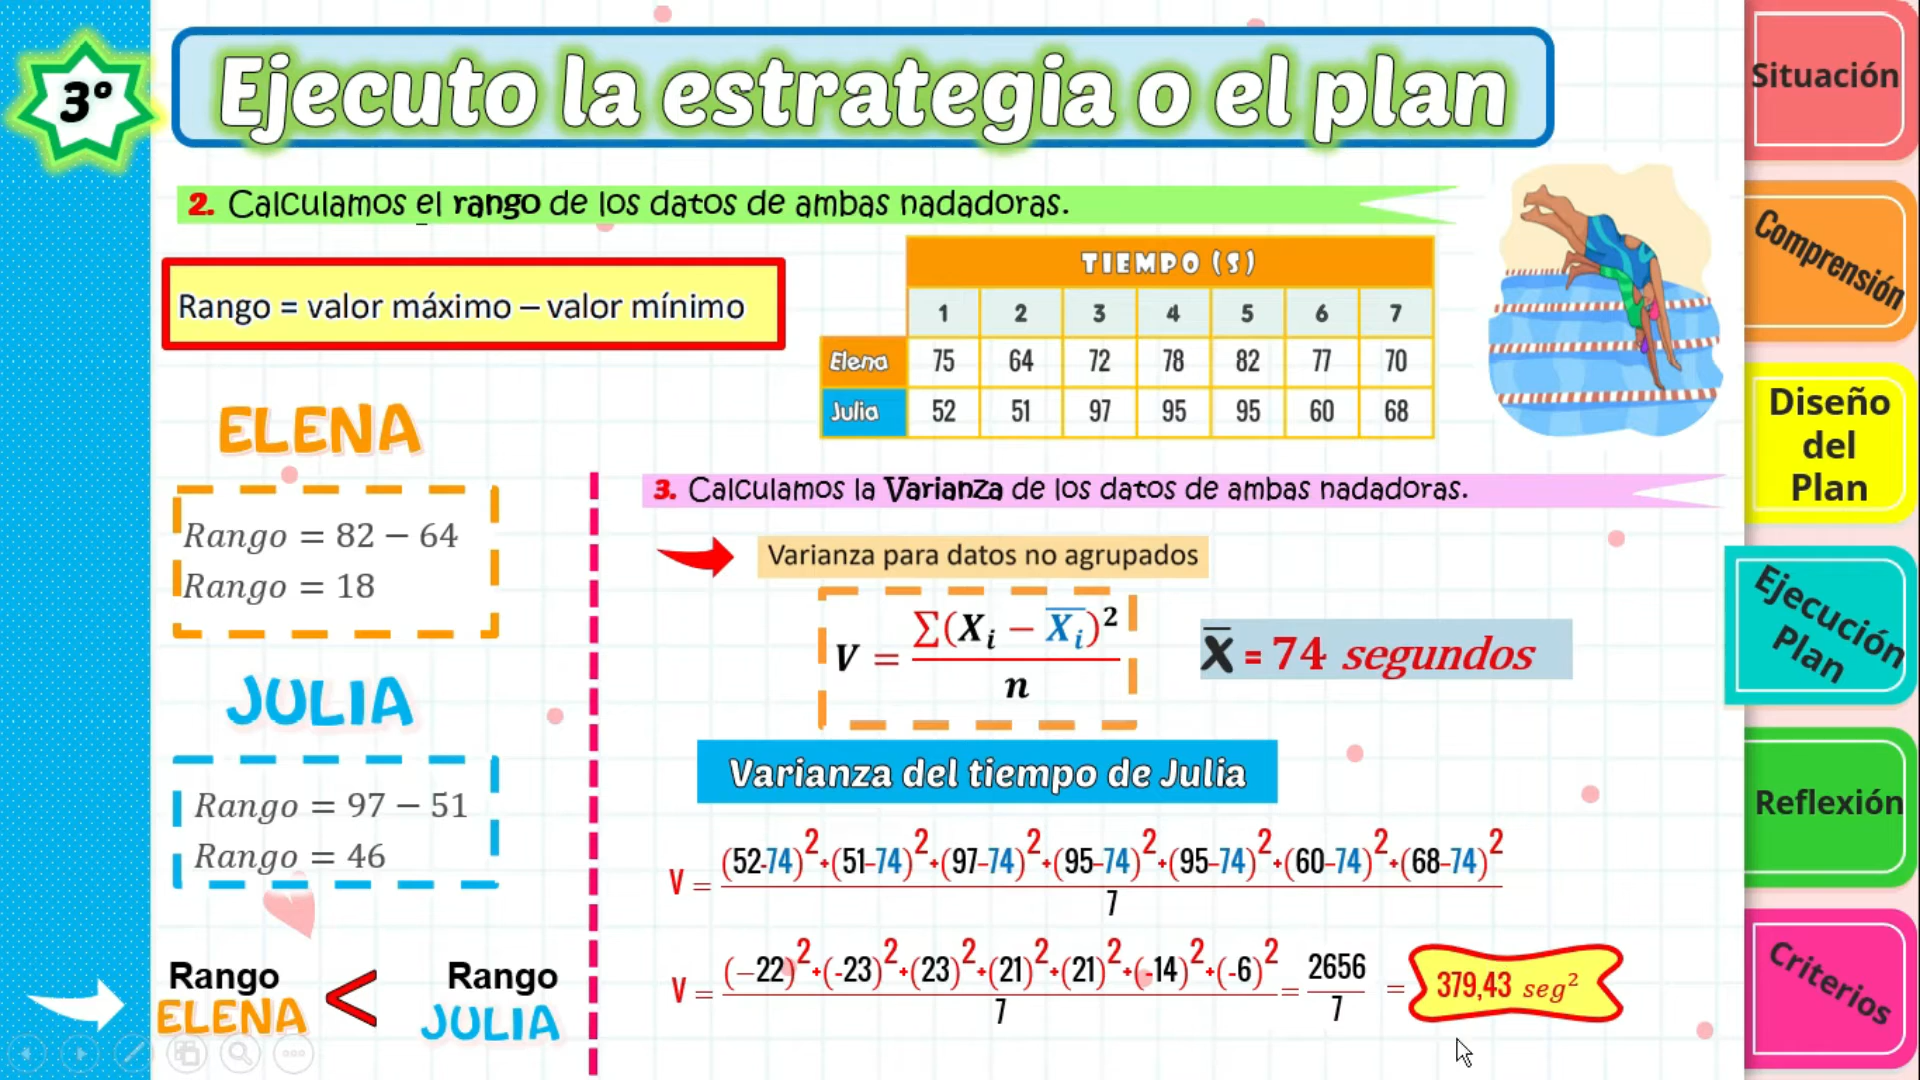 3°
Ejecuto la estrategia o el plan
2. Calculamos el rango de los datos de ambas nadadoras.
Rango = valor máximo – valor mínimo
TIEMPO (S)
1 2 3 4 5 6 7
Elena 75 64 72 78 82 77 70
Julia 52 51 97 95 95 60 68
ELENA
Rango = 82 − 64
Rango = 18
JULIA
Rango = 97 − 51
Rango = 46
Rango ELENA < Rango JULIA
3. Calculamos la Varianza de los datos de ambas nadadoras.
Varianza para datos no agrupados
V = ∑(Xᵢ − X̅ᵢ)² / n
X̅ = 74 segundos
Varianza del tiempo de Julia
V = (52-74)²+(51-74)²+(97-74)²+(95-74)²+(95-74)²+(60-74)²+(68-74)² / 7
V = (−22)²+(-23)²+(23)²+(21)²+(21)²+(-14)²+(-6)² / 7 = 2656 / 7 = 379,43 seg²
Situación
Comprensión
Diseño
del
Plan
Ejecución
Plan
Reflexión
Criterios